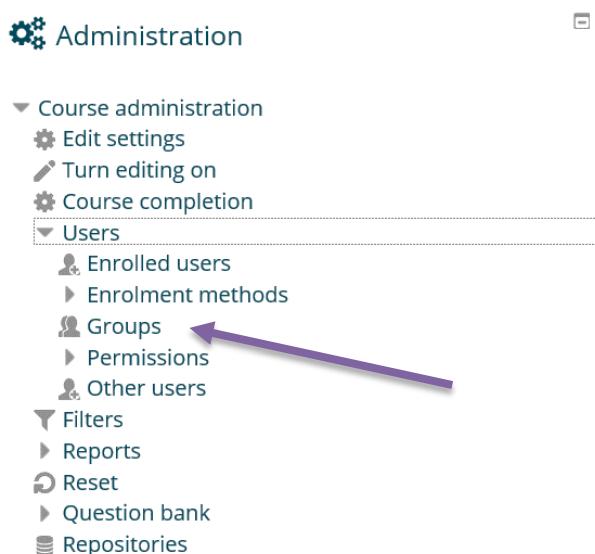 Administration
Course administration
Edit settings
Turn editing on
Course completion
Users
Enrolled users
Enrolment methods
Groups
Permissions
Other users
Filters
Reports
Reset
Question bank
Repositories